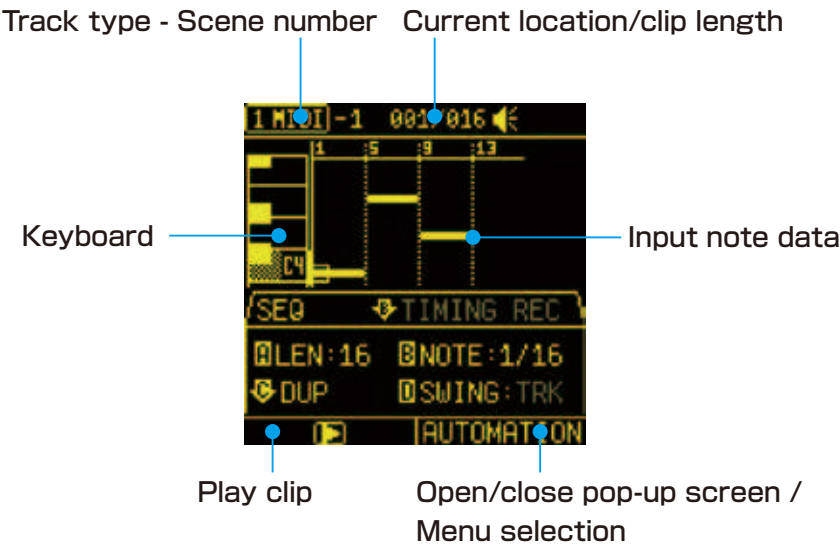 Track type - Scene number Current location/clip length
1 MIDI -1 001/016
1 5 9 13
Keyboard
Input note data
C4
SEQ B TIMING REC
A LEN:16 B NOTE:1/16
C DUP D SWING:TRK
AUTOMATION
Play clip
Open/close pop-up screen /
Menu selection